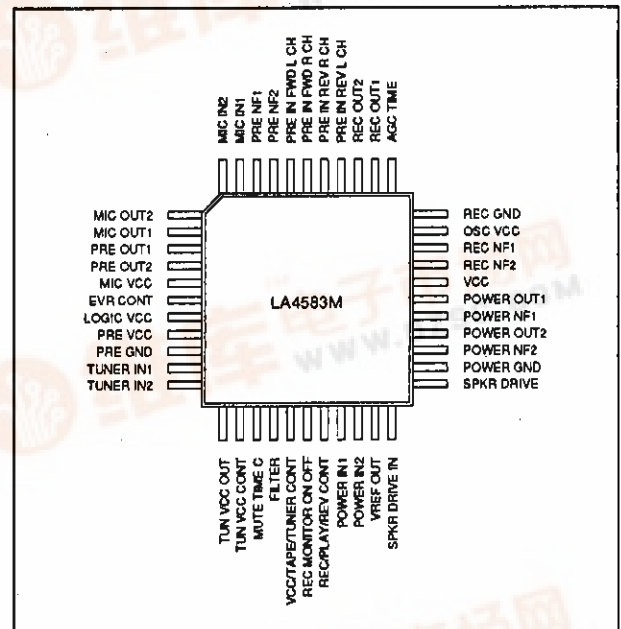 MIC IN2
MIC IN1
PRE NF1
PRE NF2
PRE IN FWD L CH
PRE IN FWD R CH
PRE IN REV R CH
PRE IN REV L CH
REC OUT2
REC OUT1
AGC TIME
MIC OUT2
MIC OUT1
PRE OUT1
PRE OUT2
MIC VCC
EVR CONT
LOGIC VCC
PRE VCC
PRE GND
TUNER IN1
TUNER IN2
LA4583M
REC GND
OSC VCC
REC NF1
REC NF2
VCC
POWER OUT1
POWER NF1
POWER OUT2
POWER NF2
POWER GND
SPKR DRIVE
TUN VCC OUT
TUN VCC CONT
MUTE TIME C
FILTER
VCC/TAPE/TUNER CONT
REC MONITOR ON OFF
REC/PLAY/REV CONT
POWER IN1
POWER IN2
VREF OUT
SPKR DRIVE IN